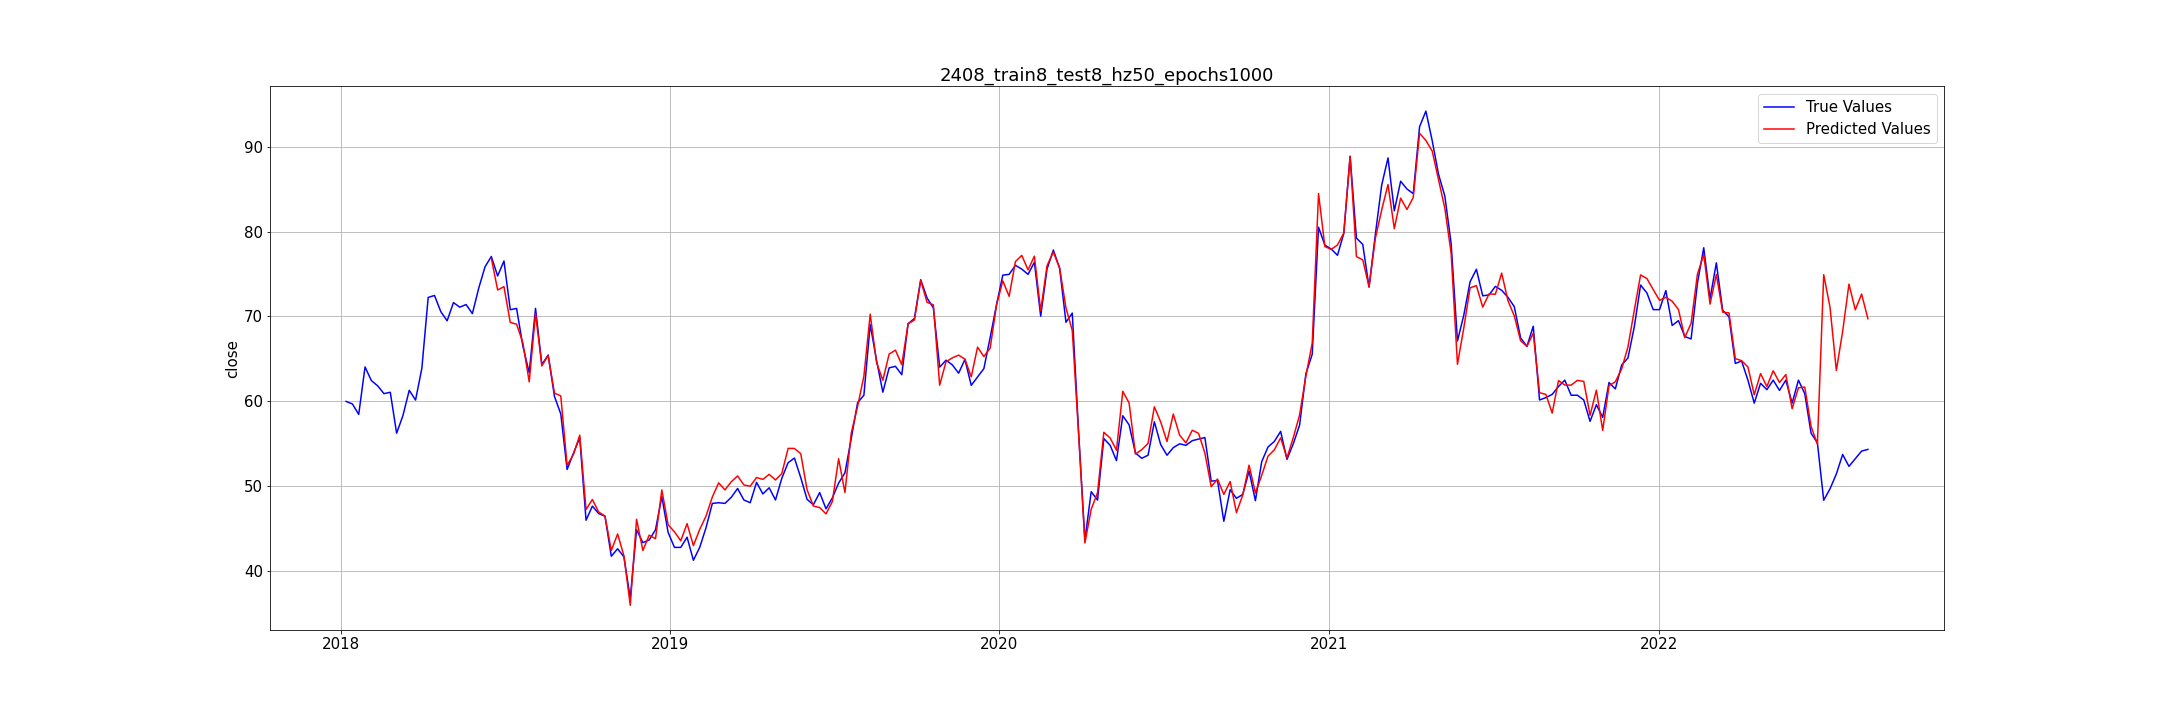 2408_train8_test8_hz50_epochs1000
True Values
Predicted Values
close
90
80
70
60
50
40
2018
2019
2020
2021
2022